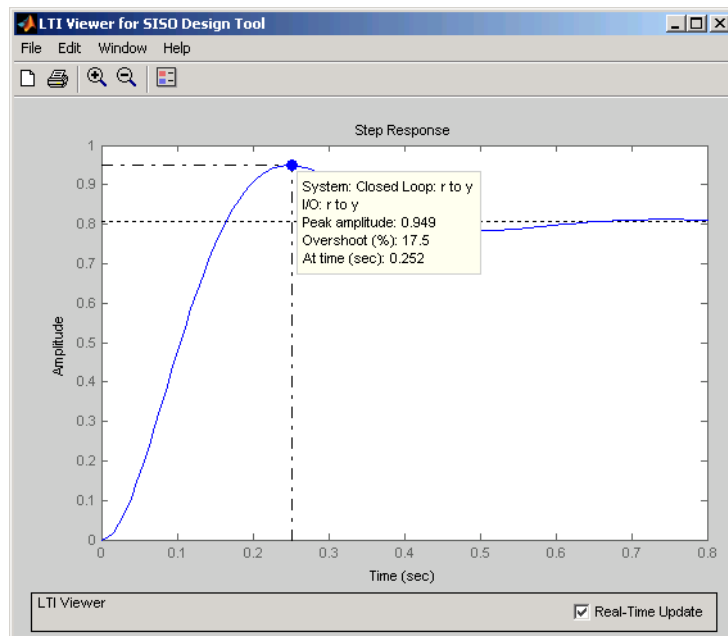 LTI Viewer for SISO Design Tool
File Edit Window Help
Step Response
1
0.9
0.8
0.7
0.6
0.5
0.4
0.3
0.2
0.1
0
Amplitude
System: Closed Loop: r to y
I/O: r to y
Peak amplitude: 0.949
Overshoot (%): 17.5
At time (sec): 0.252
0 0.1 0.2 0.3 0.4 0.5 0.6 0.7 0.8
Time (sec)
LTI Viewer
Real-Time Update